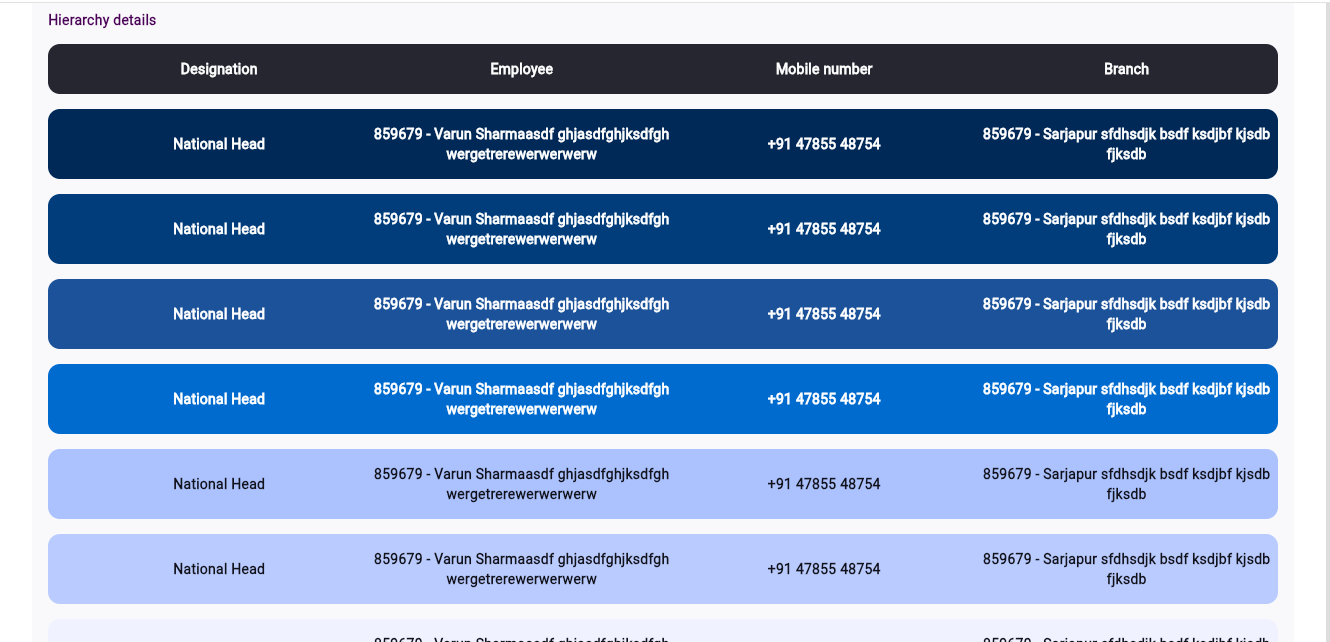 Hierarchy details
Designation Employee Mobile number Branch
859679 - Varun Sharmaasdf ghjasdfghjksdfgh 859679 - Sarjapur sfdhsdjk bsdf ksdjbf kjsdb
National Head +91 47855 48754
wergetrerewerwerwerw fjksdb
859679 - Varun Sharmaasdf ghjasdfghjksdfgh 859679 - Sarjapur sfdhsdjk bsdf ksdjbf kjsdb
National Head +91 47855 48754
wergetrerewerwerwerw fjksdb
859679 - Varun Sharmaasdf ghjasdfghjksdfgh 859679 - Sarjapur sfdhsdjk bsdf ksdjbf kjsdb
National Head +91 47855 48754
wergetrerewerwerwerw fjksdb
859679 - Varun Sharmaasdf ghjasdfghjksdfgh 859679 - Sarjapur sfdhsdjk bsdf ksdjbf kjsdb
National Head +91 47855 48754
wergetrerewerwerwerw fjksdb
859679 - Varun Sharmaasdf ghjasdfghjksdfgh 859679 - Sarjapur sfdhsdjk bsdf ksdjbf kjsdb
National Head +91 47855 48754
wergetrerewerwerwerw fjksdb
859679 - Varun Sharmaasdf ghjasdfghjksdfgh 859679 - Sarjapur sfdhsdjk bsdf ksdjbf kjsdb
National Head +91 47855 48754
wergetrerewerwerwerw fjksdb